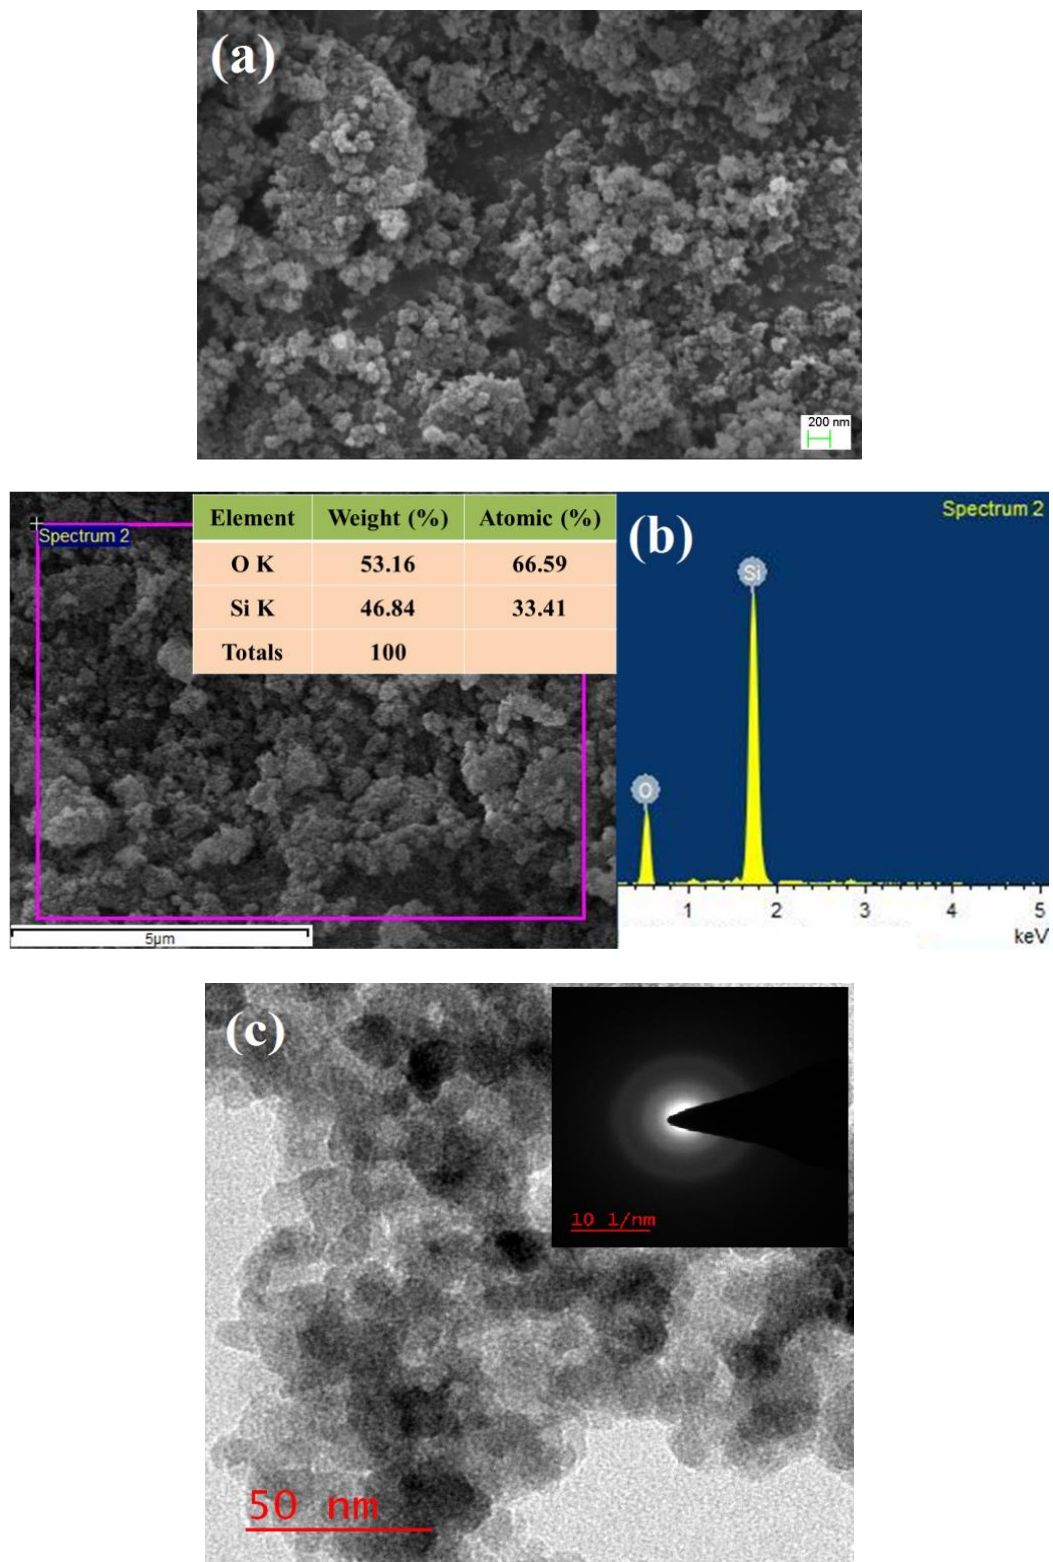 (a)
200 nm
Spectrum 2
Element Weight (%) Atomic (%)
O K 53.16 66.59
Si K 46.84 33.41
Totals 100
5µm
(b)
Spectrum 2
Si
O
1 2 3 4 5
keV
(c)
10 1/nm
50 nm